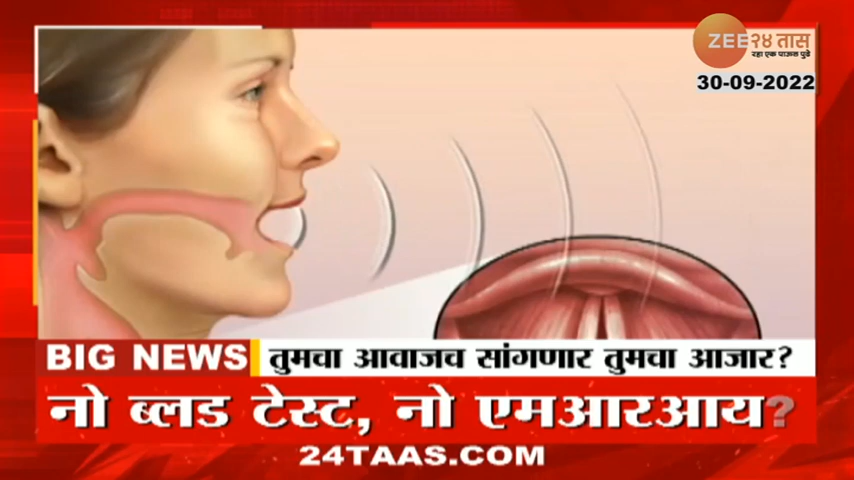 ZEE २४ तास
रहा एक पाऊल पुढे
30-09-2022
BIG NEWS तुमचा आवाजच सांगणार तुमचा आजार?
नो ब्लड टेस्ट, नो एमआरआय?
24TAAS.COM